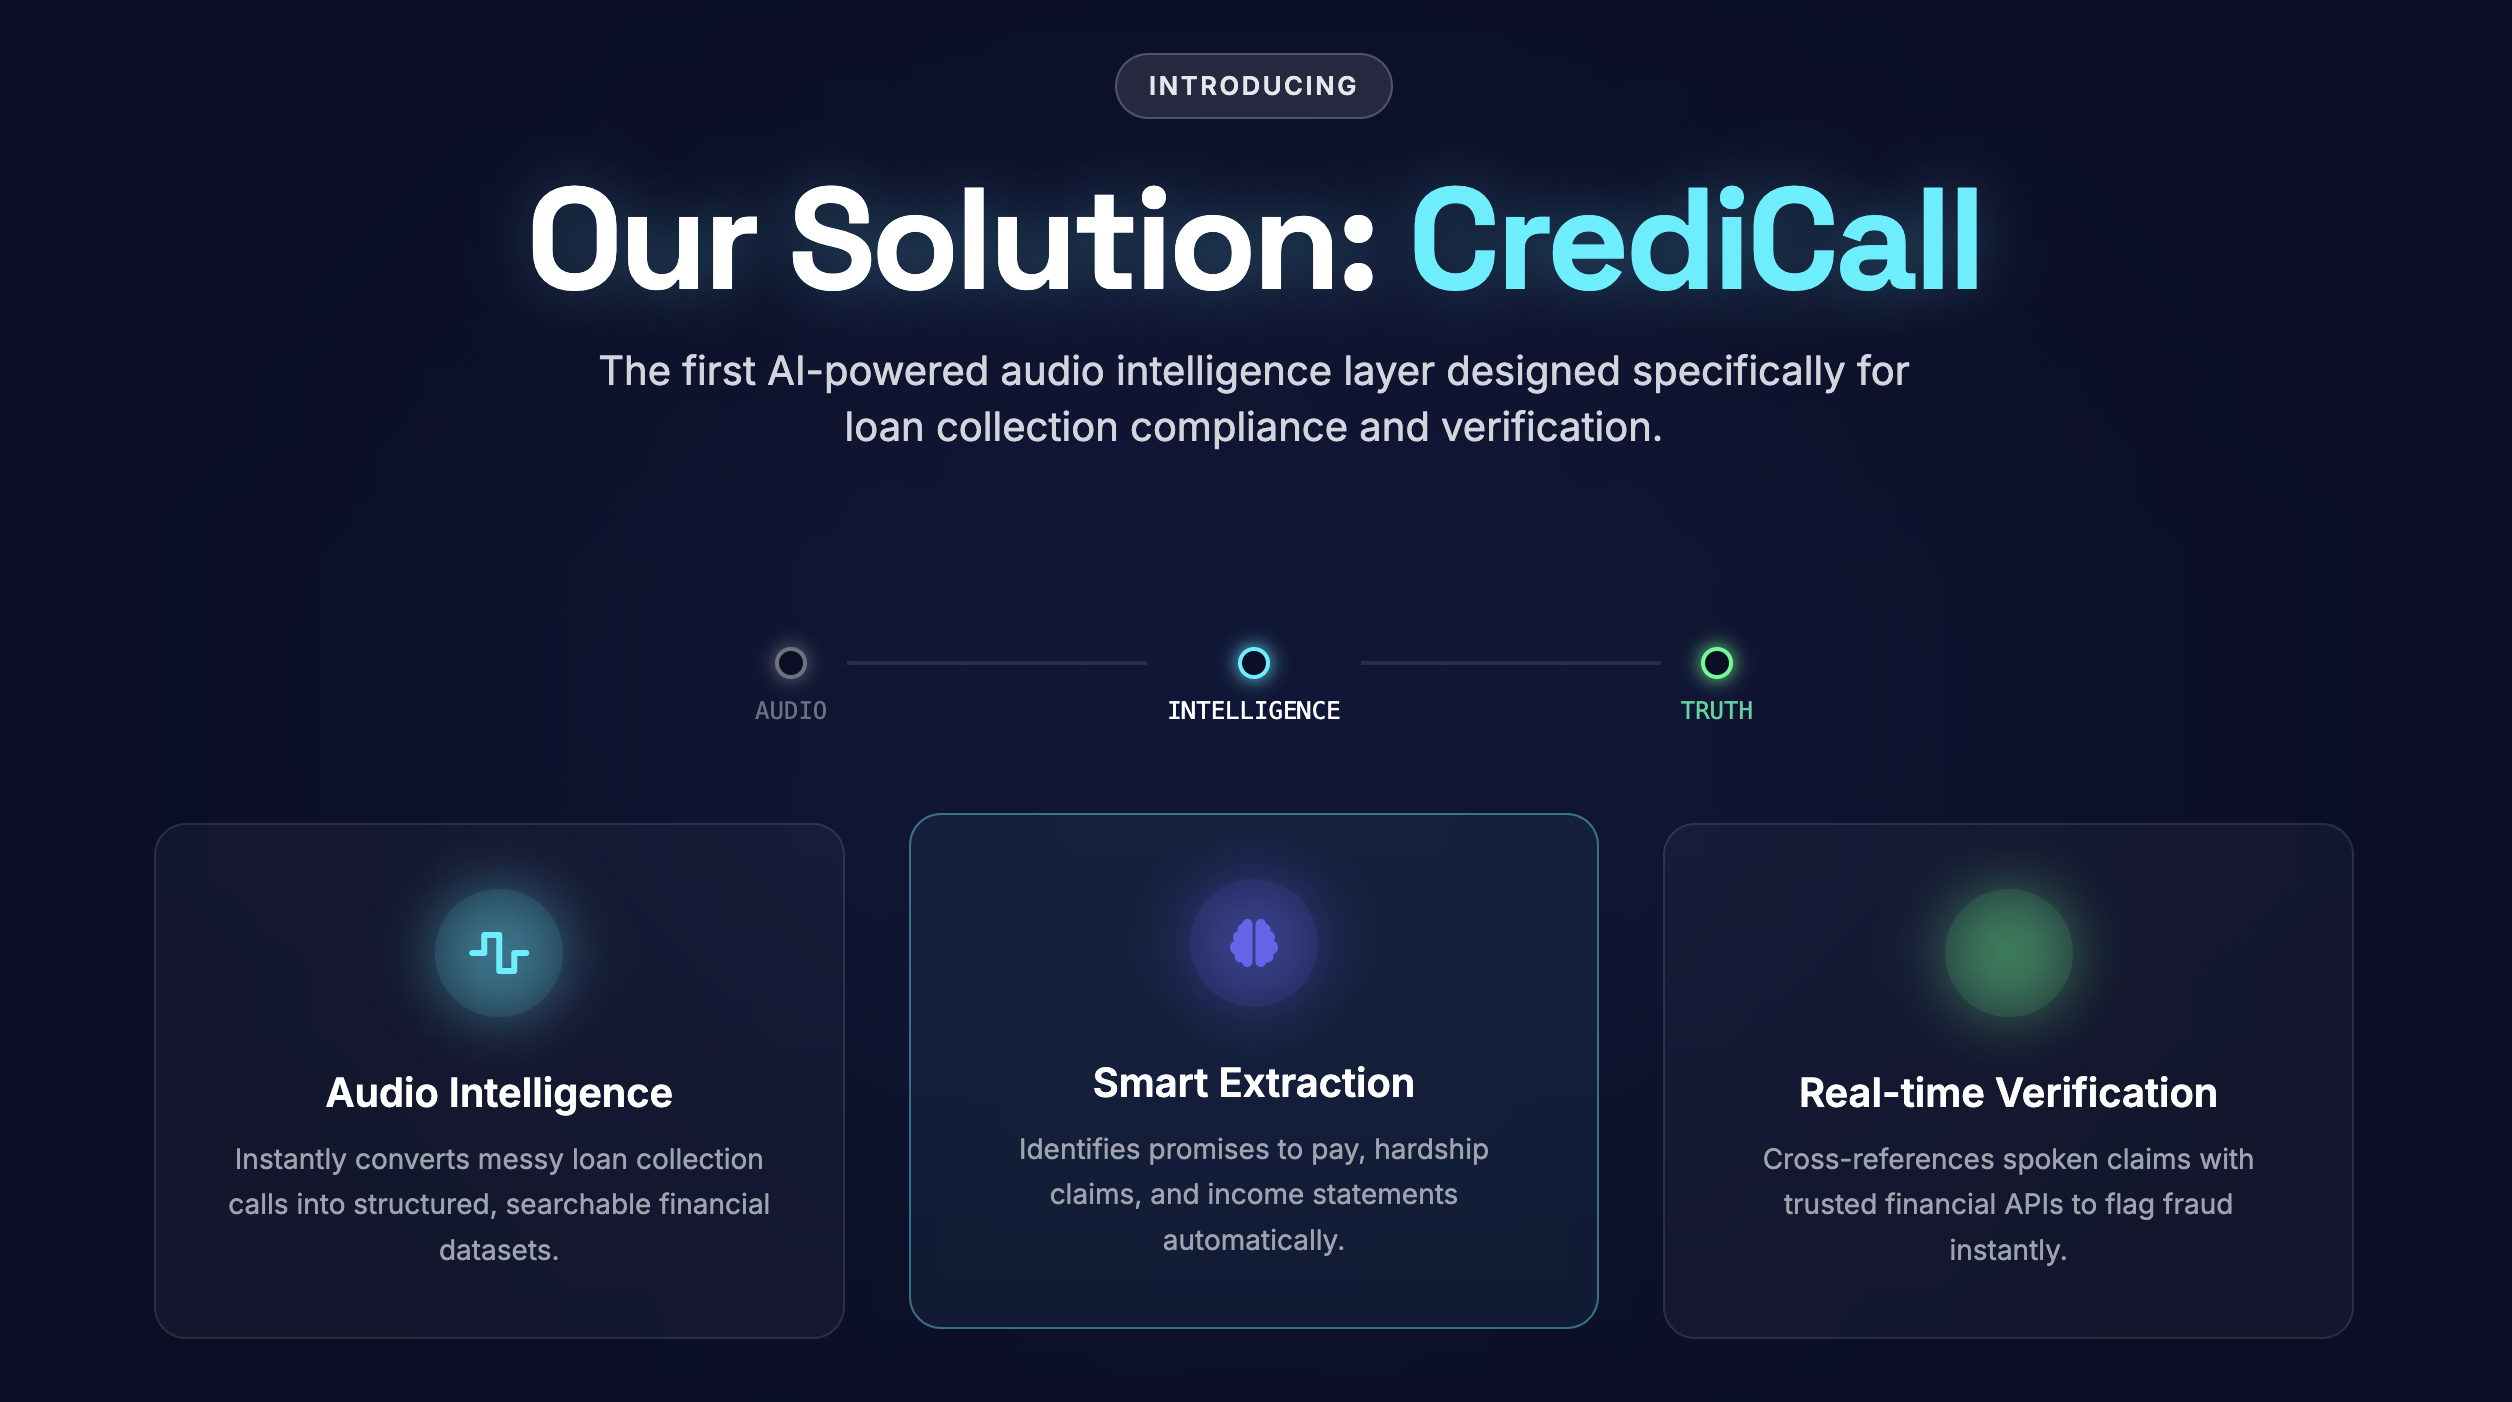 INTRODUCING
Our Solution: CrediCall
The first AI-powered audio intelligence layer designed specifically for
loan collection compliance and verification.
AUDIO
INTELLIGENCE
TRUTH
Audio Intelligence
Instantly converts messy loan collection
calls into structured, searchable financial
datasets.
Smart Extraction
Identifies promises to pay, hardship
claims, and income statements
automatically.
Real-time Verification
Cross-references spoken claims with
trusted financial APIs to flag fraud
instantly.